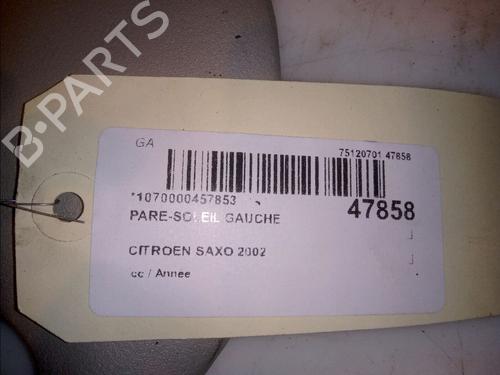 B-PARTS
GA
75120701 47858
*1070000457853
47858
PARE-SOLEIL GAUCHE
CITROEN SAXO 2002
cc / Annee